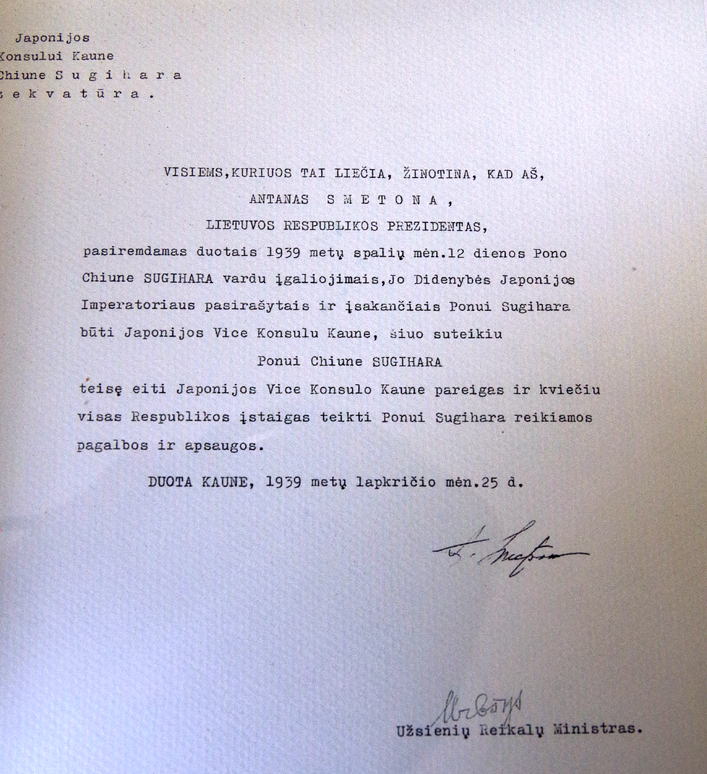 Japonijos
Konsului Kaune
Chiune S u g i h a r a
e k v a t ū r a .
VISIEMS,KURIUOS TAI LIEČIA, ŽINOTINA, KAD AŠ,
ANTANAS S M E T O N A ,
LIETUVOS RESPUBLIKOS PREZIDENTAS,
pasiremdamas duotais 1939 metų spalių mėn.12 dienos Pono
Chiune SUGIHARA vardu įgaliojimais,Jo Didenybės Japonijos
Imperatoriaus pasirašytais ir įsakančiais Ponui Sugihara
būti Japonijos Vice Konsulu Kaune, šiuo suteikiu
Ponui Chiune SUGIHARA
teisę eiti Japonijos Vice Konsulo Kaune pareigas ir kviečiu
visas Respublikos įstaigas teikti Ponui Sugihara reikiamos
pagalbos ir apsaugos.
DUOTA KAUNE, 1939 metų lapkričio mėn.25 d.
A. Smetona
Urbšys
Užsienių Reikalų Ministras.